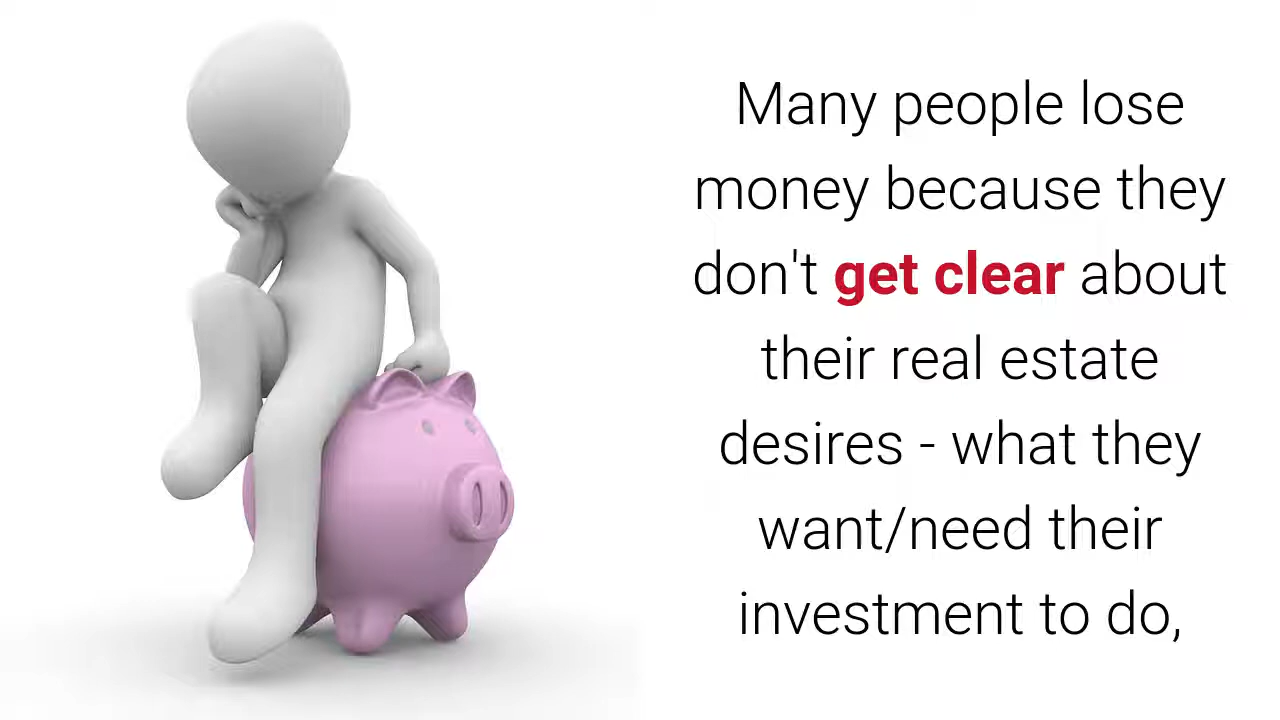 Many people lose
money because they
don't get clear about
their real estate
desires - what they
want/need their
investment to do,